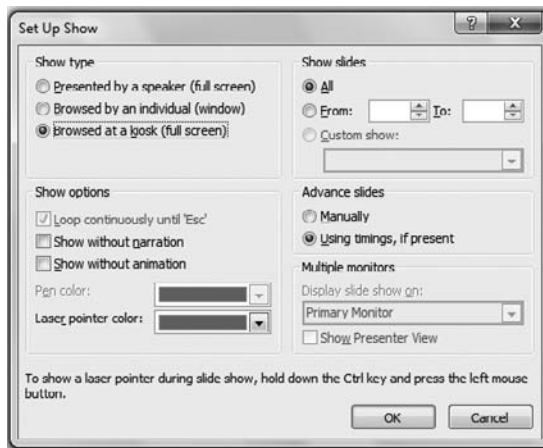 Set Up Show
Show type
Presented by a speaker (full screen)
Browsed by an individual (window)
Browsed at a kiosk (full screen)
Show options
Loop continuously until 'Esc'
Show without narration
Show without animation
Pen color:
Laser pointer color:
Show slides
All
From: To:
Custom show:
Advance slides
Manually
Using timings, if present
Multiple monitors
Display slide show on:
Primary Monitor
Show Presenter View
To show a laser pointer during slide show, hold down the Ctrl key and press the left mouse
button.
OK Cancel